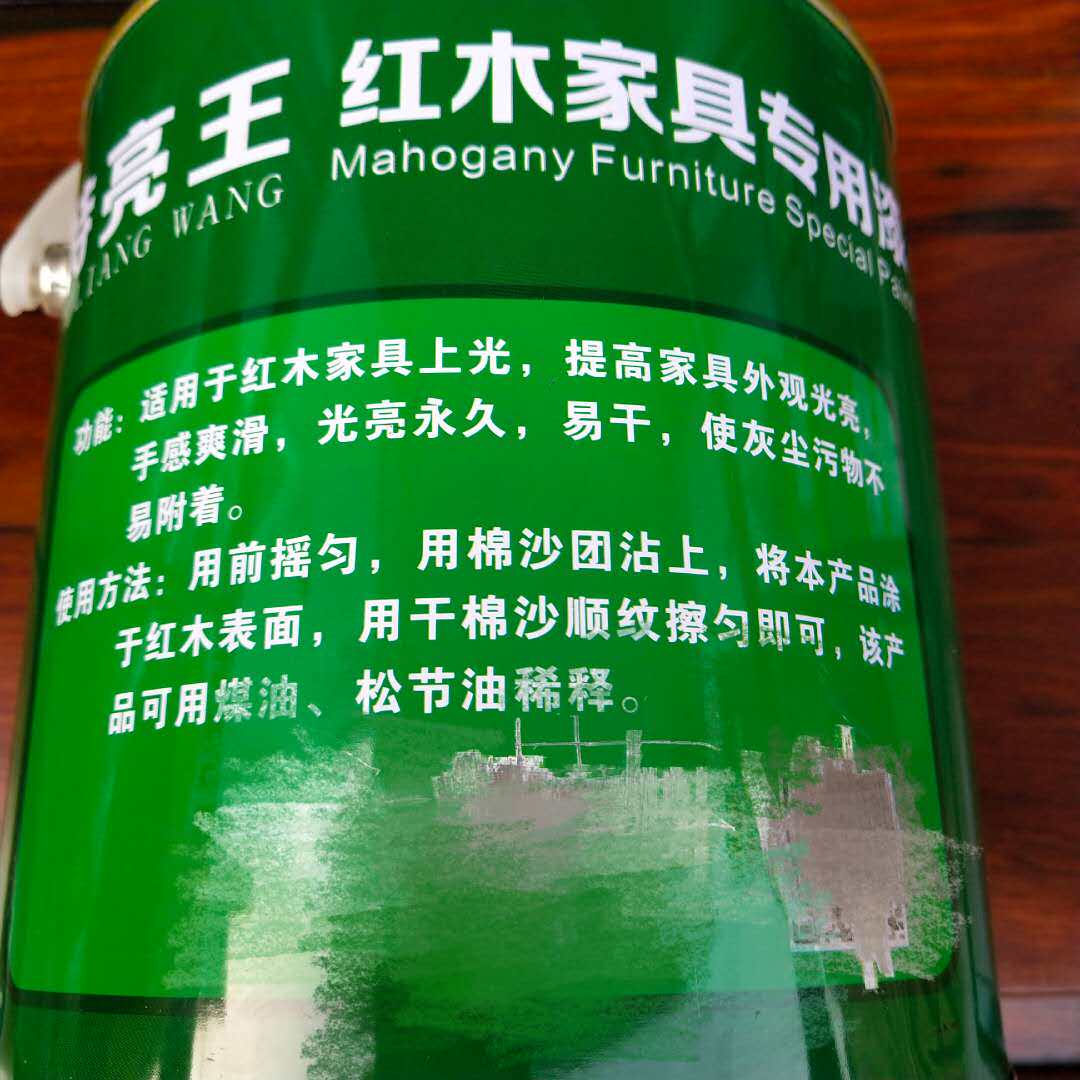 亮王 红木家具专用漆
LIANG WANG Mahogany Furniture Special Pain
功能：适用于红木家具上光，提高家具外观光亮，
手感爽滑，光亮永久，易干，使灰尘污物不
易附着。
使用方法：用前摇匀，用棉沙团沾上，将本产品涂
于红木表面，用干棉沙顺纹擦匀即可，该产
品可用煤油、松节油稀释。